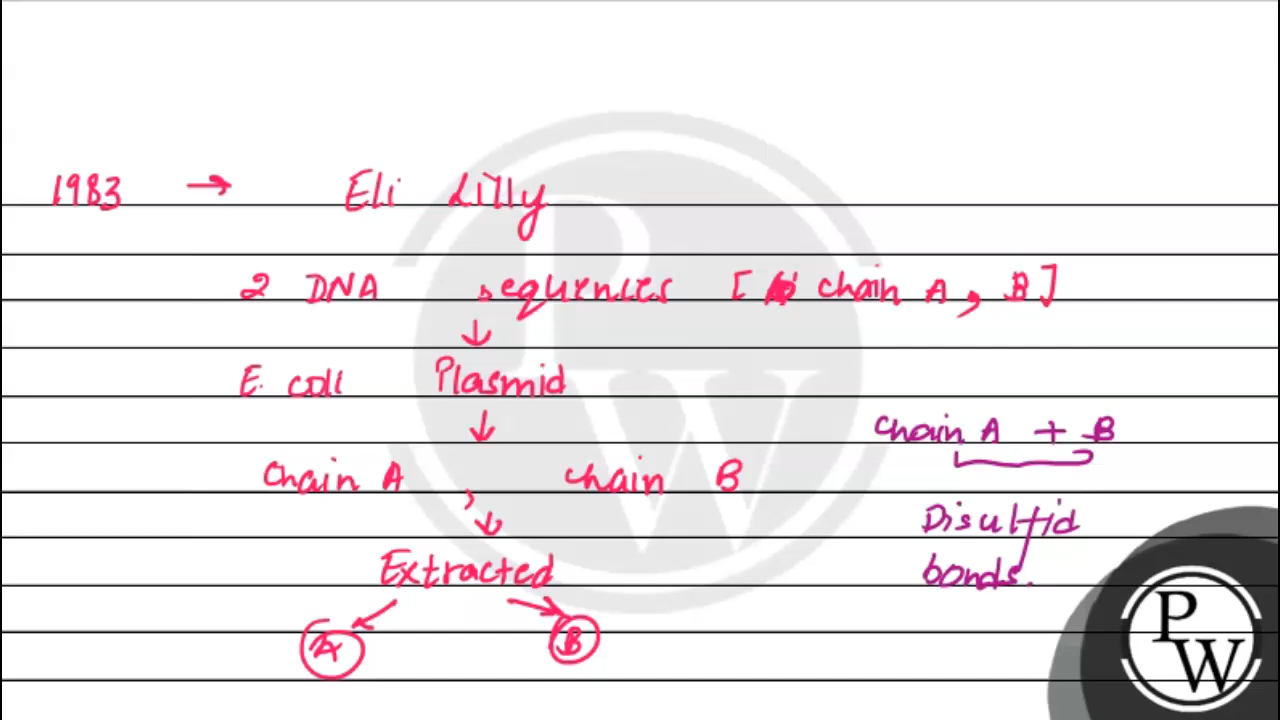 1983 → Eli Lilly
2 DNA sequences [ chain A, B]
↓
E. coli Plasmid
↓
Chain A, chain B
↓
Extracted
A B
Chain A + B
Disulfid
bonds.
P
W
P
W